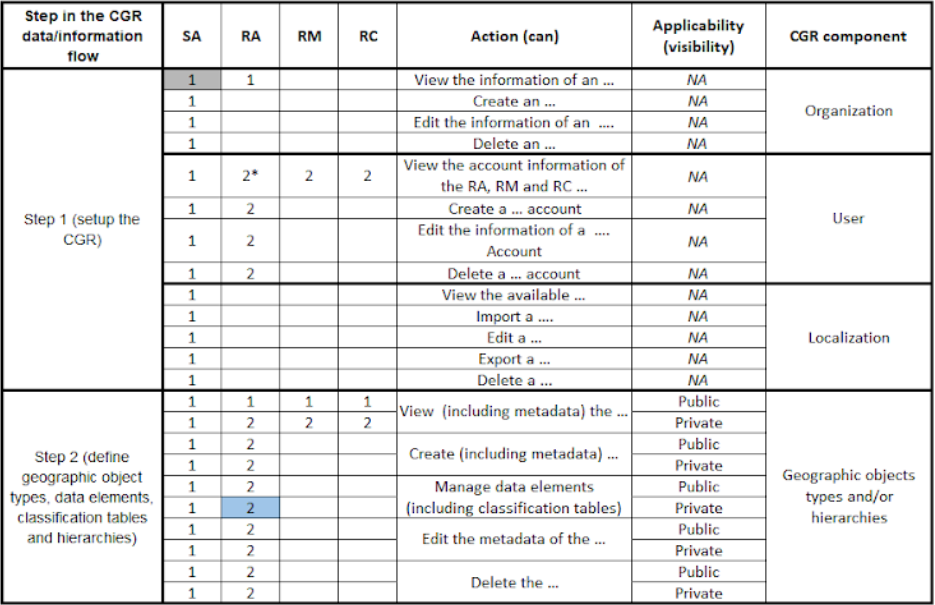 Step in the CGR data/information flow | SA | RA | RM | RC | Action (can) | Applicability (visibility) | CGR component
Step 1 (setup the CGR) | 1 | 1 | | | View the information of an ... | NA | Organization
1 | | | | Create an ... | NA
1 | | | | Edit the information of an .... | NA
1 | | | | Delete an ... | NA
1 | 2* | 2 | 2 | View the account information of the RA, RM and RC ... | NA | User
1 | 2 | | | Create a ... account | NA
1 | 2 | | | Edit the information of a .... Account | NA
1 | 2 | | | Delete a ... account | NA
1 | | | | View the available ... | NA | Localization
1 | | | | Import a .... | NA
1 | | | | Edit a ... | NA
1 | | | | Export a ... | NA
1 | | | | Delete a ... | NA
Step 2 (define geographic object types, data elements, classification tables and hierarchies) | 1 | 1 | 1 | 1 | View (including metadata) the ... | Public | Geographic objects types and/or hierarchies
1 | 2 | 2 | 2 | Private
1 | 2 | | | Create (including metadata) ... | Public
1 | 2 | | | Private
1 | 2 | | | Manage data elements (including classification tables) | Public
1 | 2 | | | Private
1 | 2 | | | Edit the metadata of the ... | Public
1 | 2 | | | Private
1 | 2 | | | Delete the ... | Public
1 | 2 | | | Private